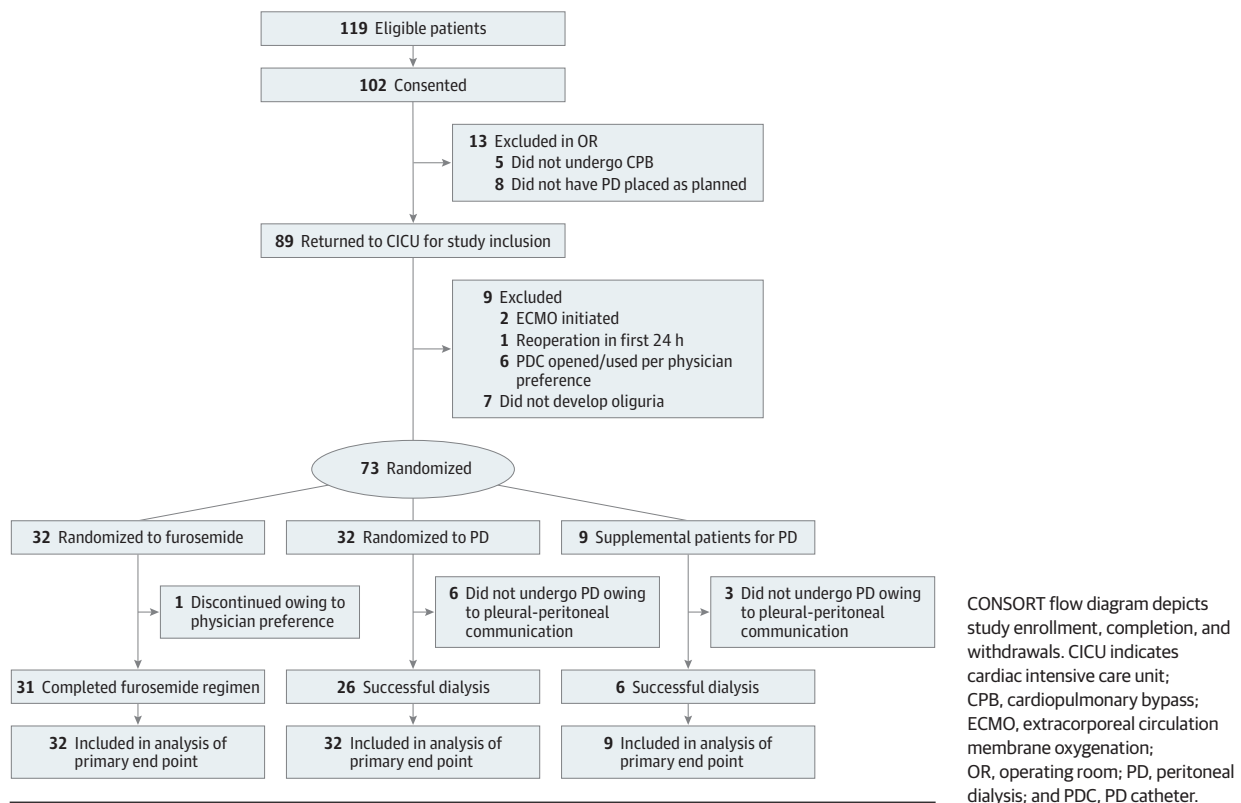 119 Eligible patients
102 Consented
13 Excluded in OR
5 Did not undergo CPB
8 Did not have PD placed as planned
89 Returned to CICU for study inclusion
9 Excluded
2 ECMO initiated
1 Reoperation in first 24 h
6 PDC opened/used per physician
preference
7 Did not develop oliguria
73 Randomized
32 Randomized to furosemide
32 Randomized to PD
9 Supplemental patients for PD
1 Discontinued owing to
physician preference
6 Did not undergo PD owing
to pleural-peritoneal
communication
3 Did not undergo PD owing
to pleural-peritoneal
communication
31 Completed furosemide regimen
26 Successful dialysis
6 Successful dialysis
32 Included in analysis of
primary end point
32 Included in analysis of
primary end point
9 Included in analysis of
primary end point
CONSORT flow diagram depicts
study enrollment, completion, and
withdrawals. CICU indicates
cardiac intensive care unit;
CPB, cardiopulmonary bypass;
ECMO, extracorporeal circulation
membrane oxygenation;
OR, operating room; PD, peritoneal
dialysis; and PDC, PD catheter.